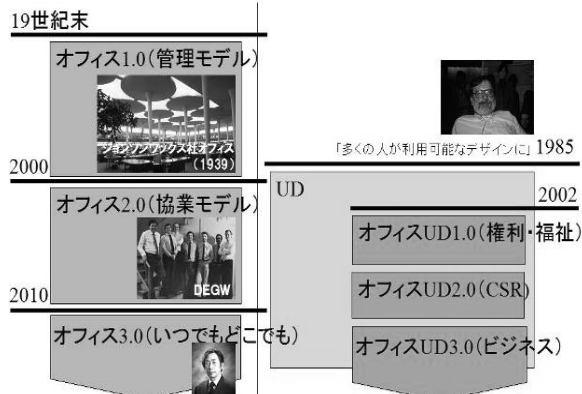 19世紀末
オフィス1.0(管理モデル)
ジョンソンワックス社オフィス
(1939)
2000
オフィス2.0(協業モデル)
DEGW
2010
オフィス3.0(いつでもどこでも)
「多くの人が利用可能なデザインに」1985
UD
2002
オフィスUD1.0(権利・福祉)
オフィスUD2.0(CSR)
オフィスUD3.0(ビジネス)